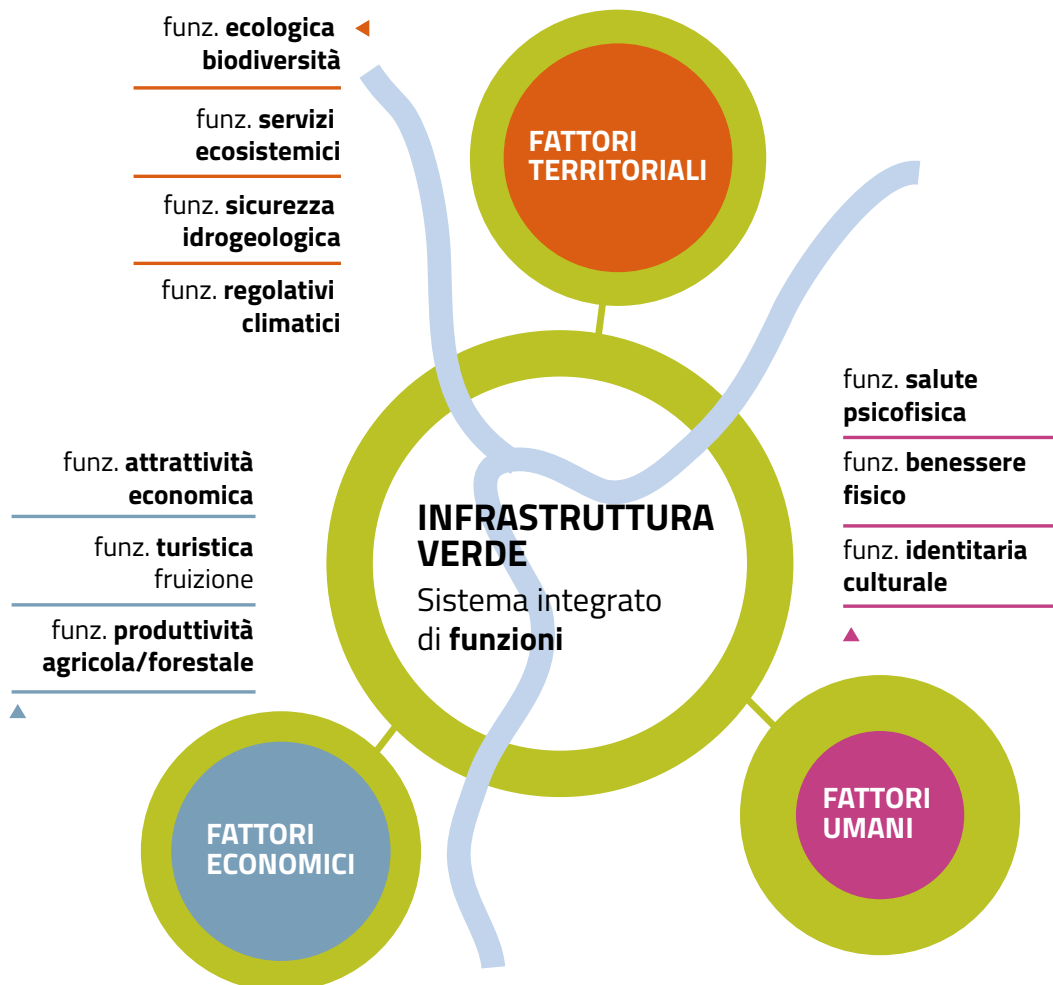 funz. ecologica
biodiversità
funz. servizi
ecosistemici
funz. sicurezza
idrogeologica
funz. regolativi
climatici
FATTORI
TERRITORIALI
funz. salute
psicofisica
funz. benessere
fisico
funz. identitaria
culturale
funz. attrattività
economica
funz. turistica
fruizione
funz. produttività
agricola/forestale
INFRASTRUTTURA
VERDE
Sistema integrato
di funzioni
FATTORI
ECONOMICI
FATTORI
UMANI